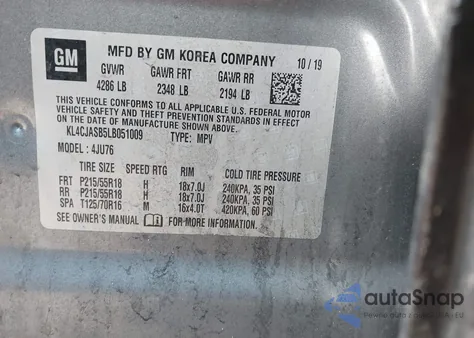 GM
MFD BY GM KOREA COMPANY 10/19
GVWR GAWR FRT GAWR RR
4286 LB 2348 LB 2194 LB
THIS VEHICLE CONFORMS TO ALL APPLICABLE U.S. FEDERAL MOTOR
VEHICLE SAFETY AND THEFT PREVENTION STANDARDS IN EFFECT ON
THE DATE OF MANUFACTURE SHOWN ABOVE.
KL4CJASB5LB051009 TYPE: MPV
MODEL: 4JU76
TIRE SIZE SPEED RTG RIM COLD TIRE PRESSURE
FRT P215/55R18 H 18x7.0J 240KPA, 35 PSI
RR P215/55R18 H 18x7.0J 240KPA, 35 PSI
SPA T125/70R16 M 16x4.0T 420KPA, 60 PSI
SEE OWNER'S MANUAL FOR MORE INFORMATION.
autoSnap